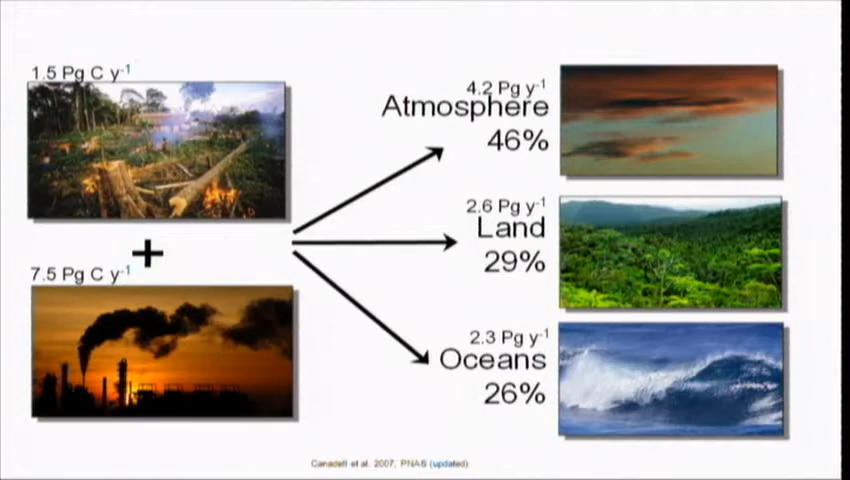 1.5 Pg C y-1
+
7.5 Pg C y-1
4.2 Pg y-1
Atmosphere
46%
2.6 Pg y-1
Land
29%
2.3 Pg y-1
Oceans
26%
Canadell et al. 2007, PNAS (updated)